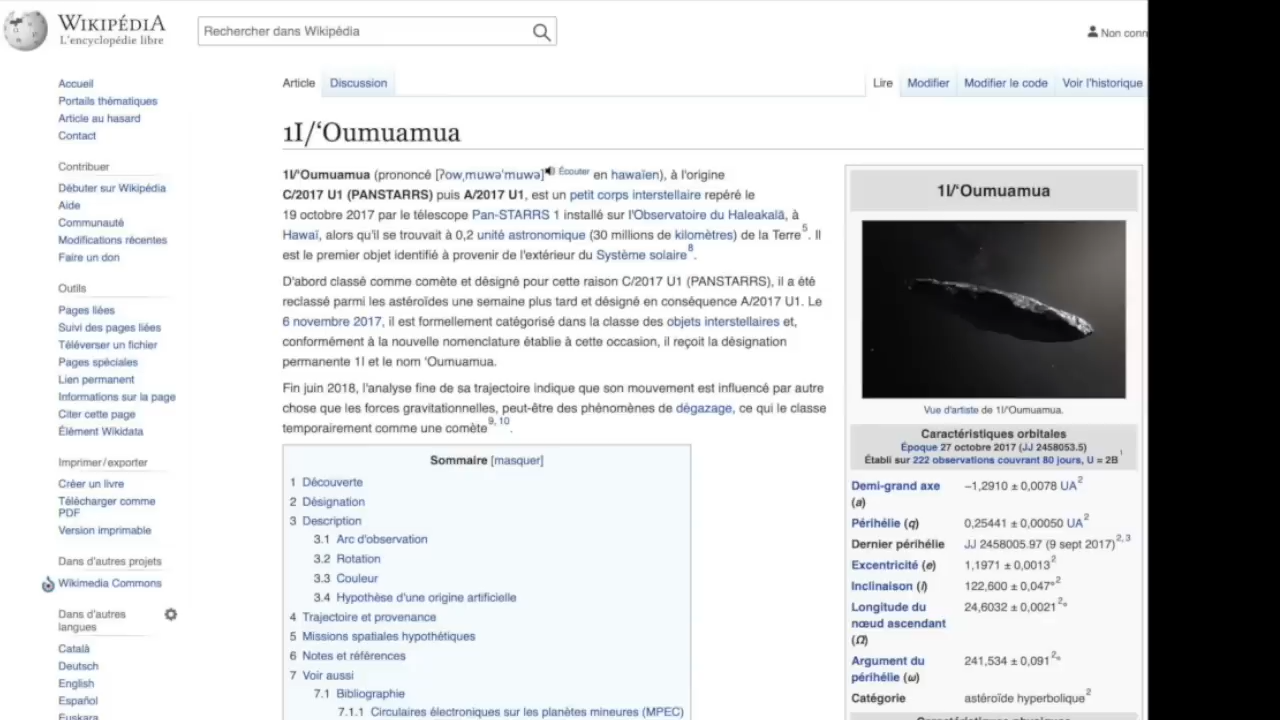 WIKIPÉDIA
L'encyclopédie libre
Rechercher dans Wikipédia
Non conn
Accueil
Portails thématiques
Article au hasard
Contact
Contribuer
Débuter sur Wikipédia
Aide
Communauté
Modifications récentes
Faire un don
Outils
Pages liées
Suivi des pages liées
Téléverser un fichier
Pages spéciales
Lien permanent
Informations sur la page
Citer cette page
Élément Wikidata
Imprimer/exporter
Créer un livre
Télécharger comme
PDF
Version imprimable
Dans d'autres projets
Wikimedia Commons
Dans d'autres
langues
Català
Deutsch
English
Español
Euskara
Article Discussion
Lire Modifier Modifier le code Voir l'historique
1I/ʻOumuamua
1I/ʻOumuamua (prononcé [ʔowˌmuwəˈmuwə] Écouter en hawaïen), à l'origine
C/2017 U1 (PANSTARRS) puis A/2017 U1, est un petit corps interstellaire repéré le
19 octobre 2017 par le télescope Pan-STARRS 1 installé sur l'Observatoire du Haleakalā, à
Hawaï, alors qu'il se trouvait à 0,2 unité astronomique (30 millions de kilomètres) de la Terre5. Il
est le premier objet identifié à provenir de l'extérieur du Système solaire8.
D'abord classé comme comète et désigné pour cette raison C/2017 U1 (PANSTARRS), il a été
reclassé parmi les astéroïdes une semaine plus tard et désigné en conséquence A/2017 U1. Le
6 novembre 2017, il est formellement catégorisé dans la classe des objets interstellaires et,
conformément à la nouvelle nomenclature établie à cette occasion, il reçoit la désignation
permanente 1I et le nom ʻOumuamua.
Fin juin 2018, l'analyse fine de sa trajectoire indique que son mouvement est influencé par autre
chose que les forces gravitationnelles, peut-être des phénomènes de dégazage, ce qui le classe
temporairement comme une comète9, 10.
Sommaire [masquer]
1 Découverte
2 Désignation
3 Description
3.1 Arc d'observation
3.2 Rotation
3.3 Couleur
3.4 Hypothèse d'une origine artificielle
4 Trajectoire et provenance
5 Missions spatiales hypothétiques
6 Notes et références
7 Voir aussi
7.1 Bibliographie
7.1.1 Circulaires électroniques sur les planètes mineures (MPEC)
1I/ʻOumuamua
Vue d'artiste de 1I/ʻOumuamua.
Caractéristiques orbitales
Époque 27 octobre 2017 (JJ 2458053.5)
Établi sur 222 observations couvrant 80 jours, U = 2B1
Demi-grand axe (a) −1,2910 ± 0,0078 UA2
Périhélie (q) 0,25441 ± 0,00050 UA2
Dernier périhélie JJ 2458005.97 (9 sept 2017)2, 3
Excentricité (e) 1,1971 ± 0,00132
Inclinaison (i) 122,600 ± 0,047°2
Longitude du nœud ascendant (Ω) 24,6032 ± 0,00212°
Argument du périhélie (ω) 241,534 ± 0,0912°
Catégorie astéroïde hyperbolique2
Caractéristiques physiques